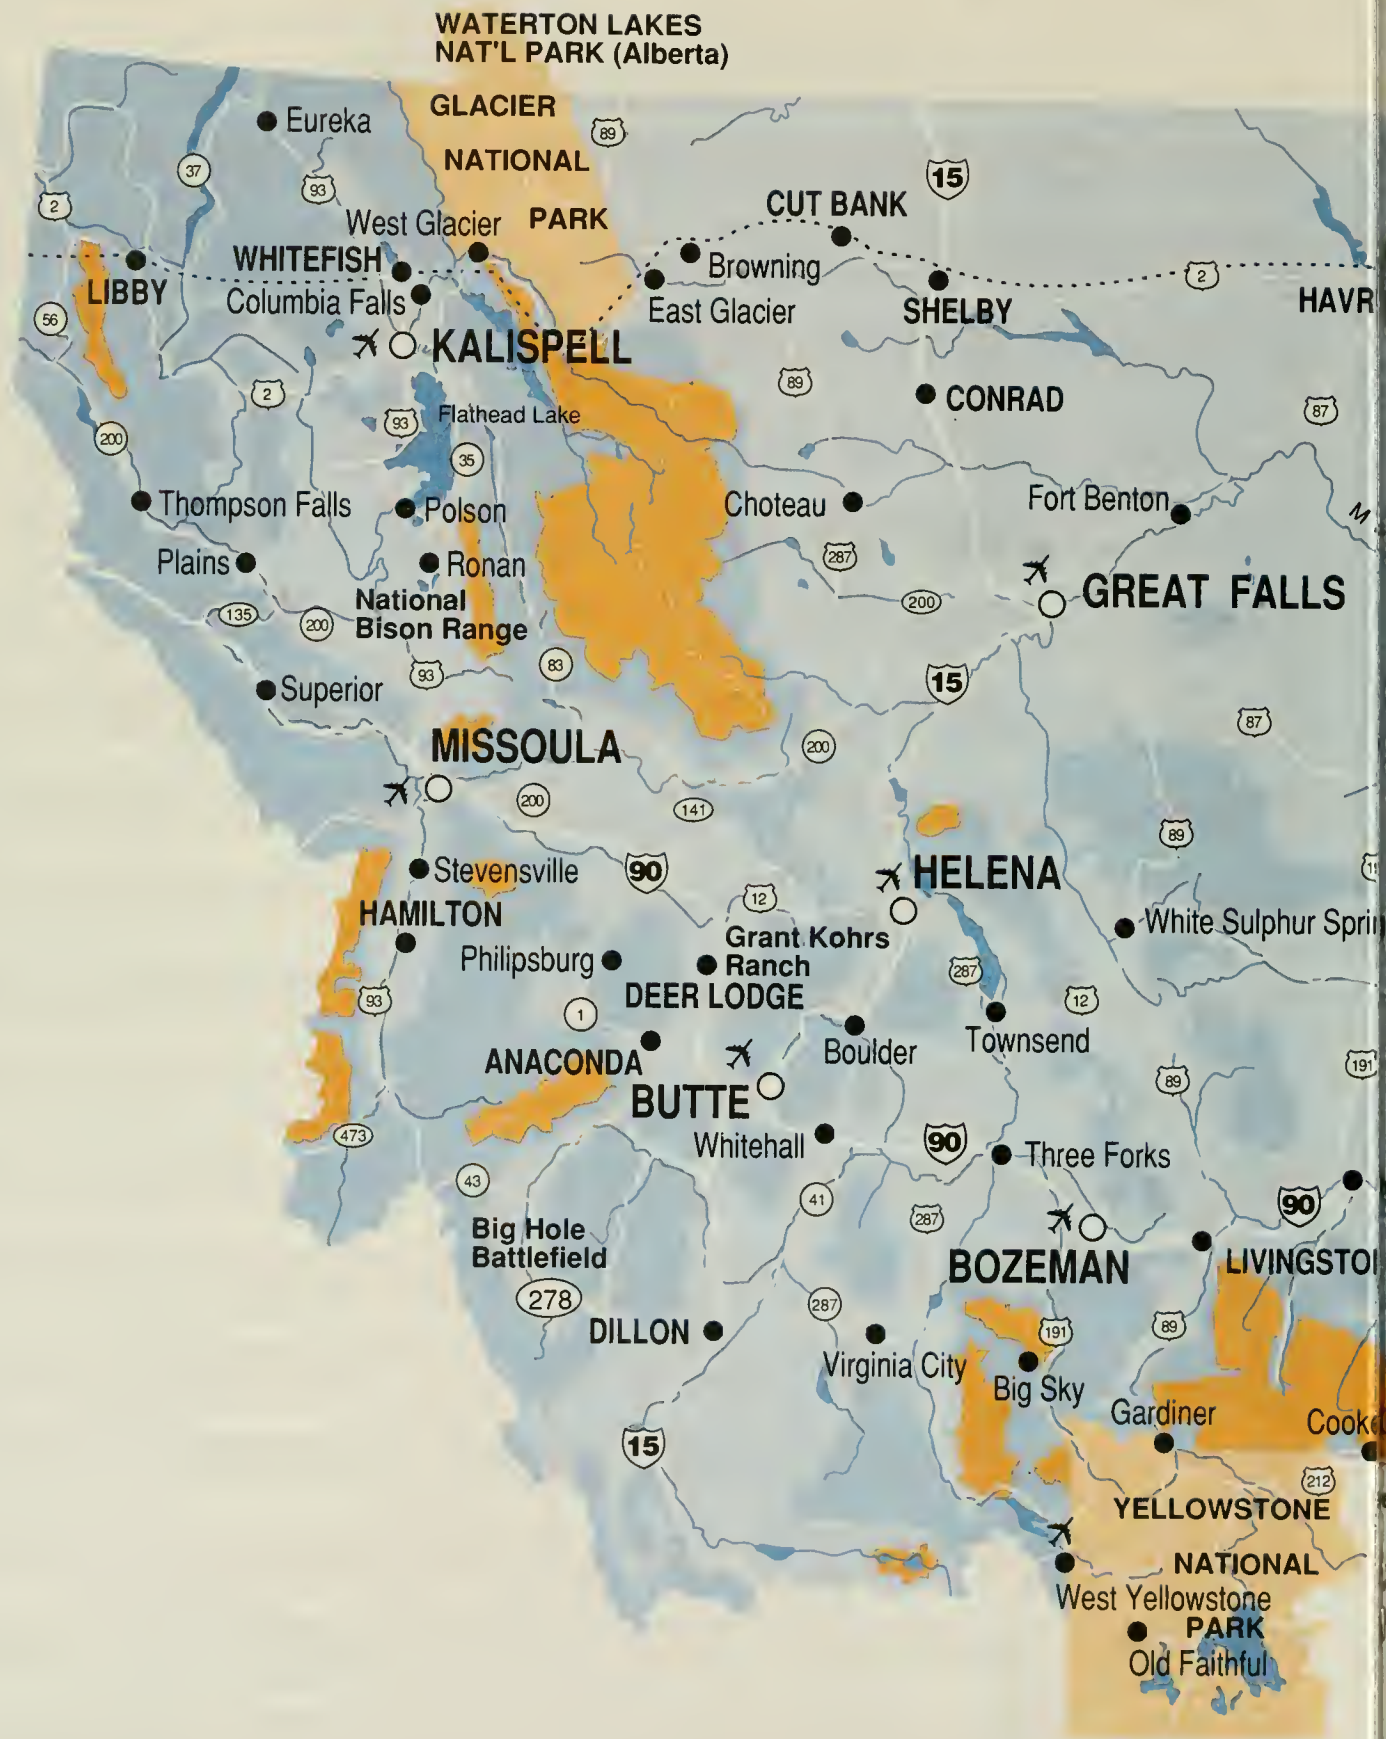 WATERTON LAKES
NAT'L PARK (Alberta)
GLACIER
NATIONAL
PARK
89
Eureka
37
93
15
2
CUT BANK
West Glacier
WHITEFISH
Browning
2
LIBBY
Columbia Falls
East Glacier
SHELBY
HAVR
56
KALISPELL
89
2
CONRAD
87
93
Flathead Lake
200
35
Thompson Falls
Polson
Choteau
Fort Benton
M
Plains
Ronan
287
GREAT FALLS
National
Bison Range
135
200
200
93
83
15
Superior
87
MISSOULA
200
200
141
89
Stevensville
90
HELENA
12
HAMILTON
White Sulphur Sprin
Philipsburg
Grant Kohrs
Ranch
287
DEER LODGE
93
12
1
Townsend
Boulder
ANACONDA
191
89
BUTTE
473
Whitehall
90
Three Forks
43
41
287
90
Big Hole
Battlefield
BOZEMAN
LIVINGSTO
278
287
DILLON
191
89
Virginia City
Big Sky
Gardiner
Cooke
15
212
YELLOWSTONE
NATIONAL
West Yellowstone
PARK
Old Faithful